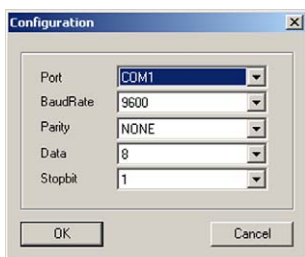 Configuration
Port COM1
BaudRate 9600
Parity NONE
Data 8
Stopbit 1
OK Cancel